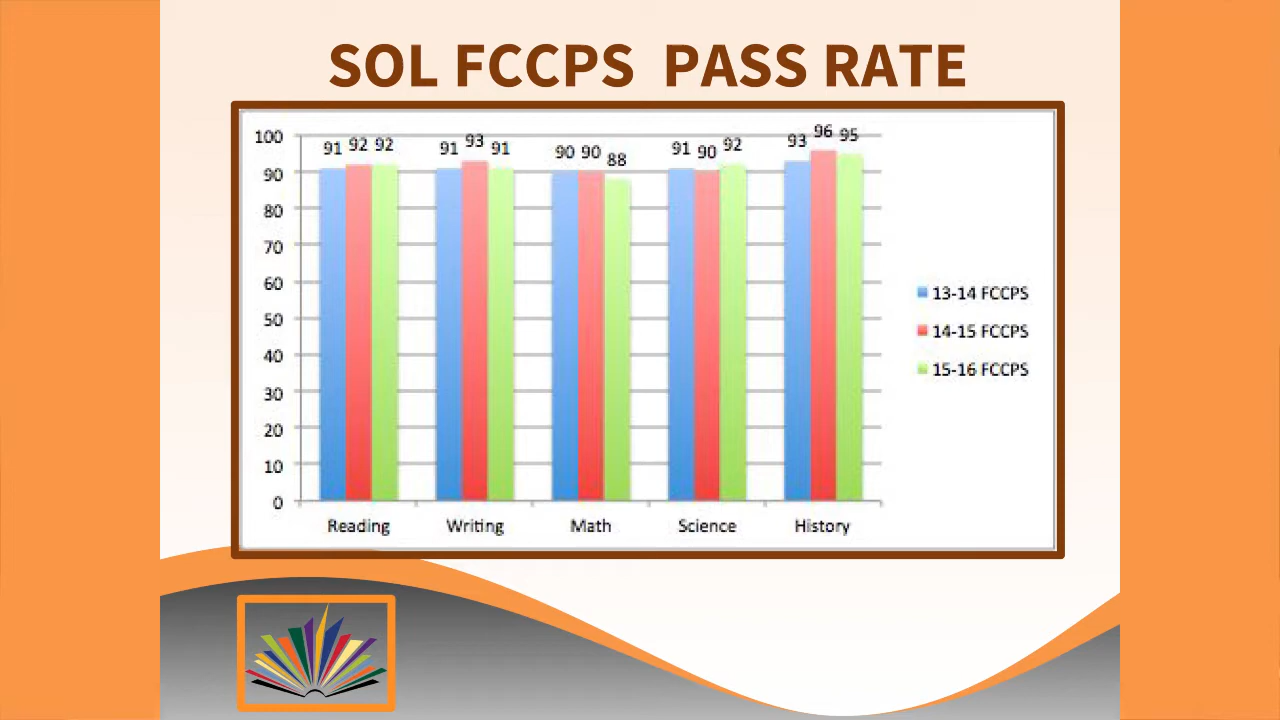 SOL FCCPS PASS RATE
100
90
80
70
60
50
40
30
20
10
0
91 92 92
91 93 91
90 90 88
91 90 92
93 96 95
Reading Writing Math Science History
13-14 FCCPS
14-15 FCCPS
15-16 FCCPS